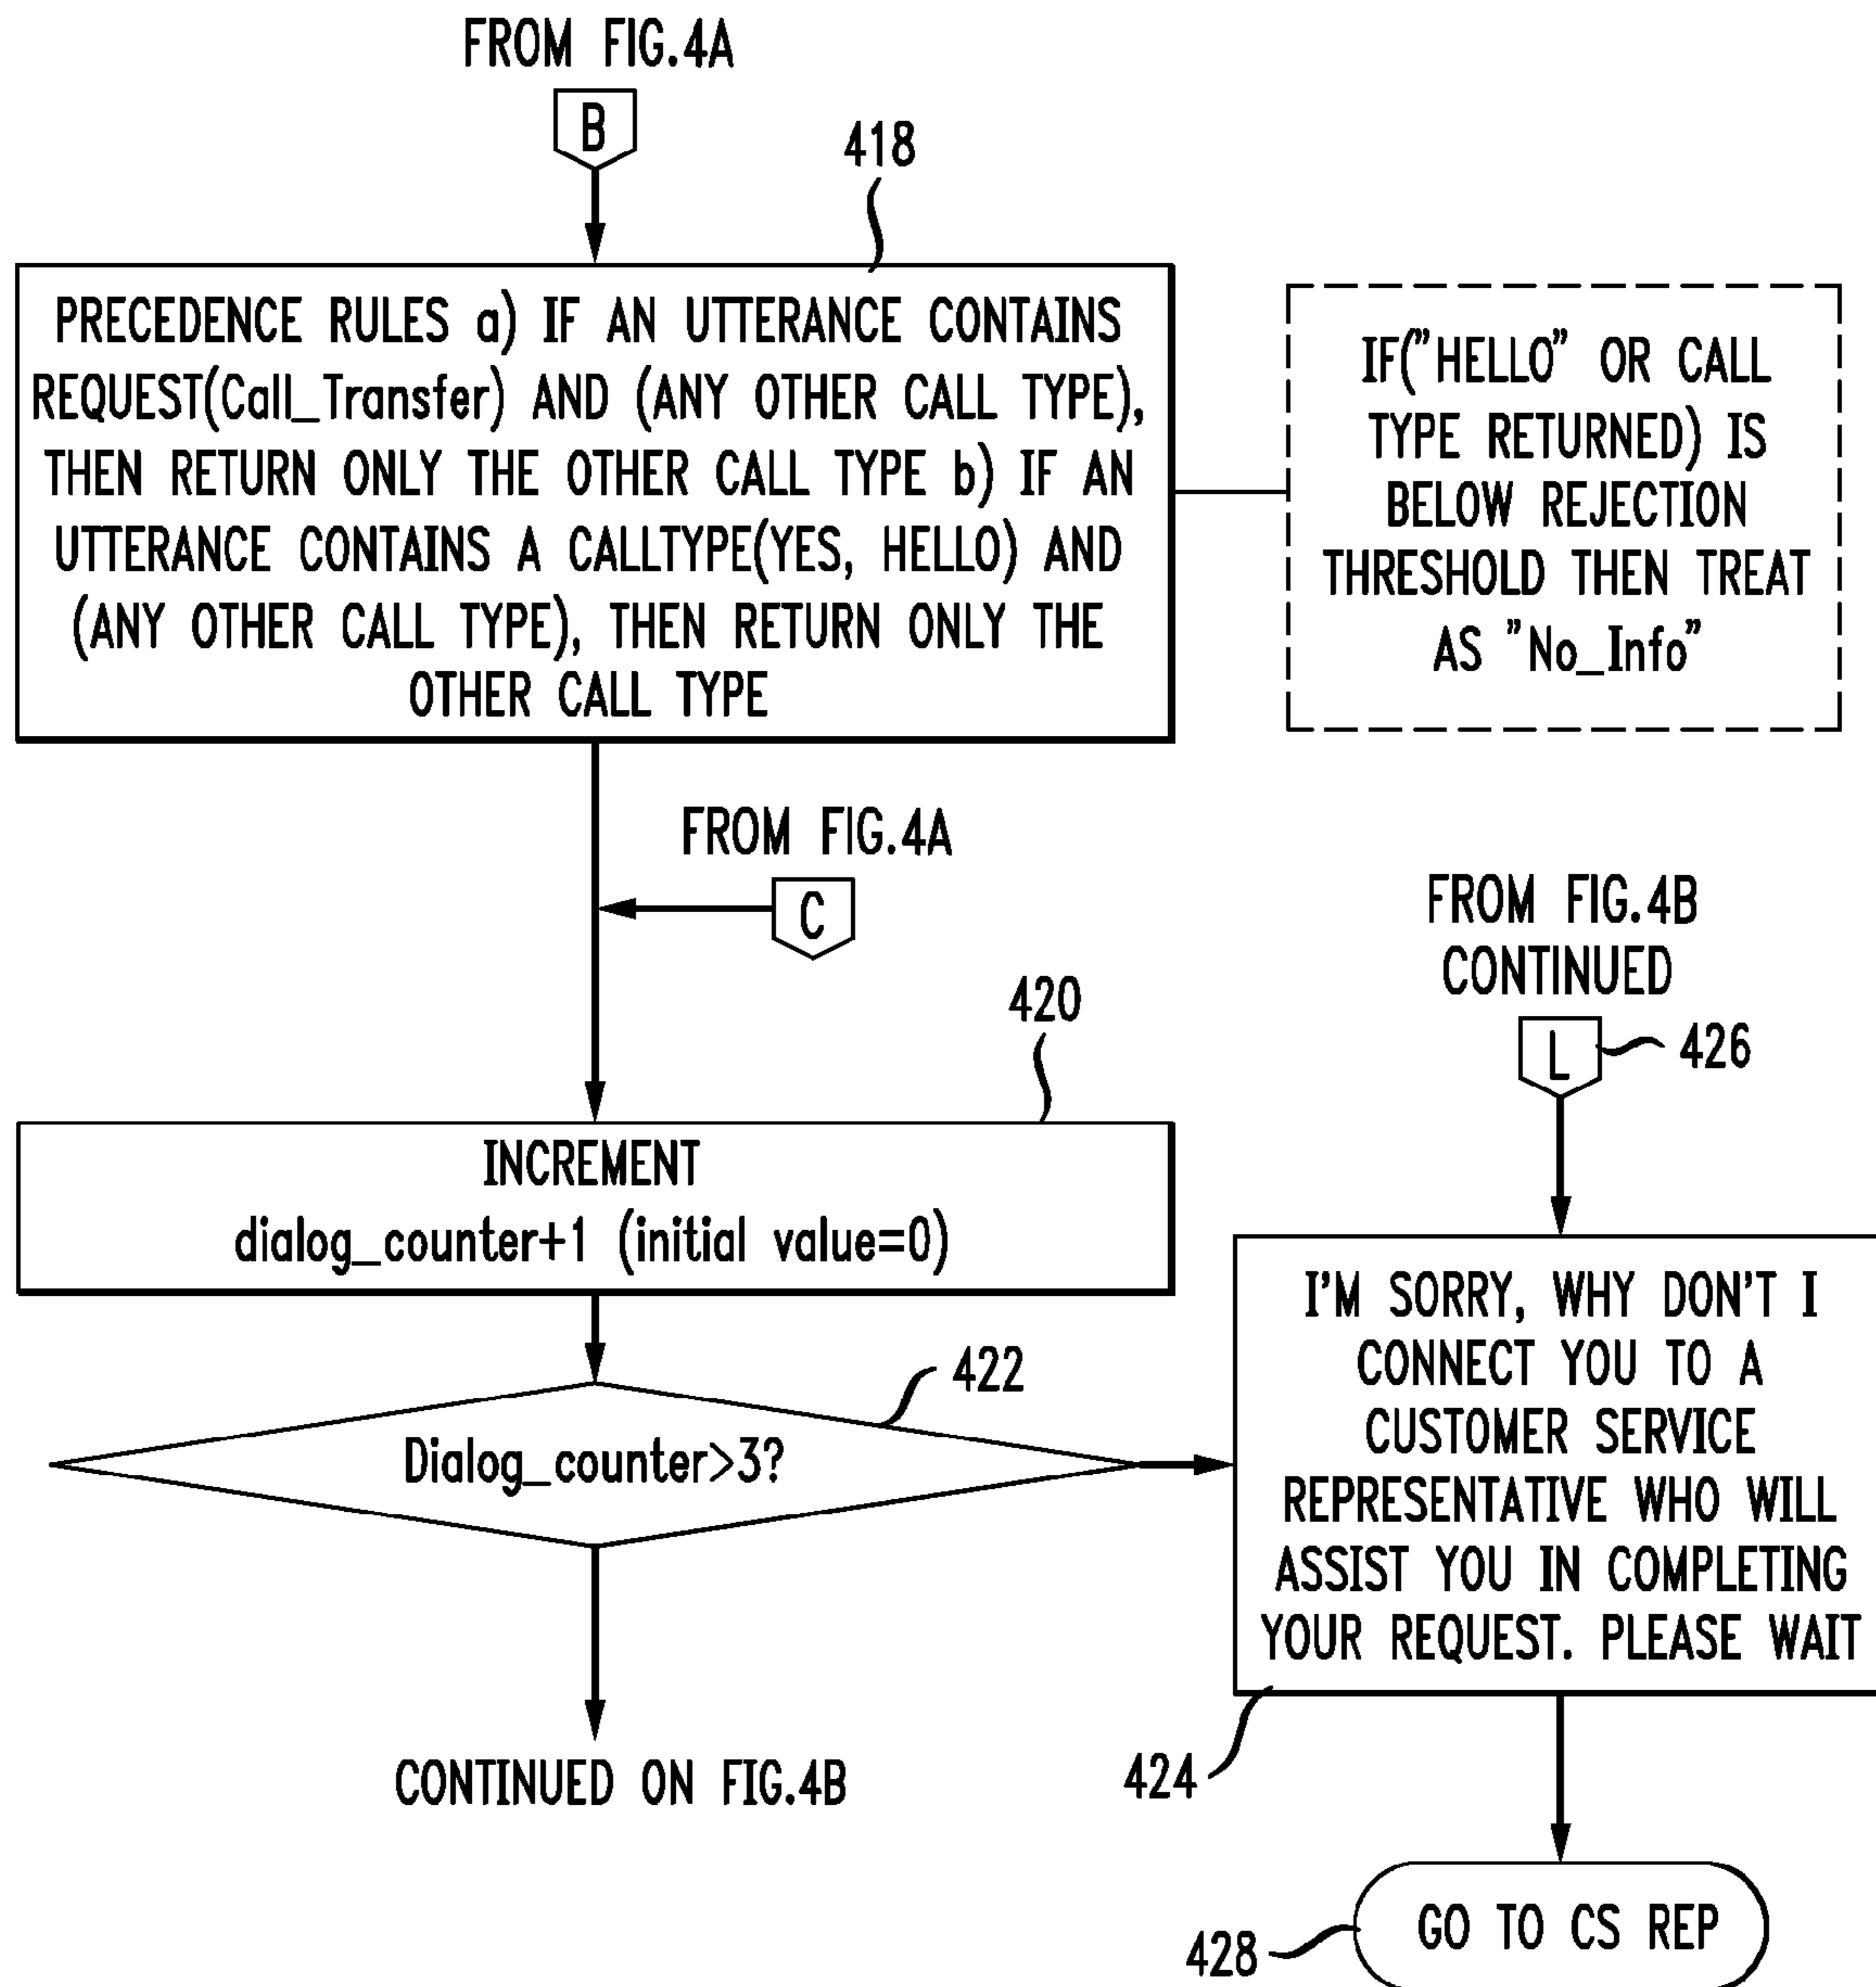 FROM FIG.4A
B
418
PRECEDENCE RULES a) IF AN UTTERANCE CONTAINS
REQUEST(Call_Transfer) AND (ANY OTHER CALL TYPE),
THEN RETURN ONLY THE OTHER CALL TYPE b) IF AN
UTTERANCE CONTAINS A CALLTYPE(YES, HELLO) AND
(ANY OTHER CALL TYPE), THEN RETURN ONLY THE
OTHER CALL TYPE
IF("HELLO" OR CALL
TYPE RETURNED) IS
BELOW REJECTION
THRESHOLD THEN TREAT
AS "No_Info"
FROM FIG.4A
C
FROM FIG.4B
CONTINUED
L
426
420
INCREMENT
dialog_counter+1 (initial value=0)
422
Dialog_counter>3?
I'M SORRY, WHY DON'T I
CONNECT YOU TO A
CUSTOMER SERVICE
REPRESENTATIVE WHO WILL
ASSIST YOU IN COMPLETING
YOUR REQUEST. PLEASE WAIT
424
CONTINUED ON FIG.4B
GO TO CS REP
428